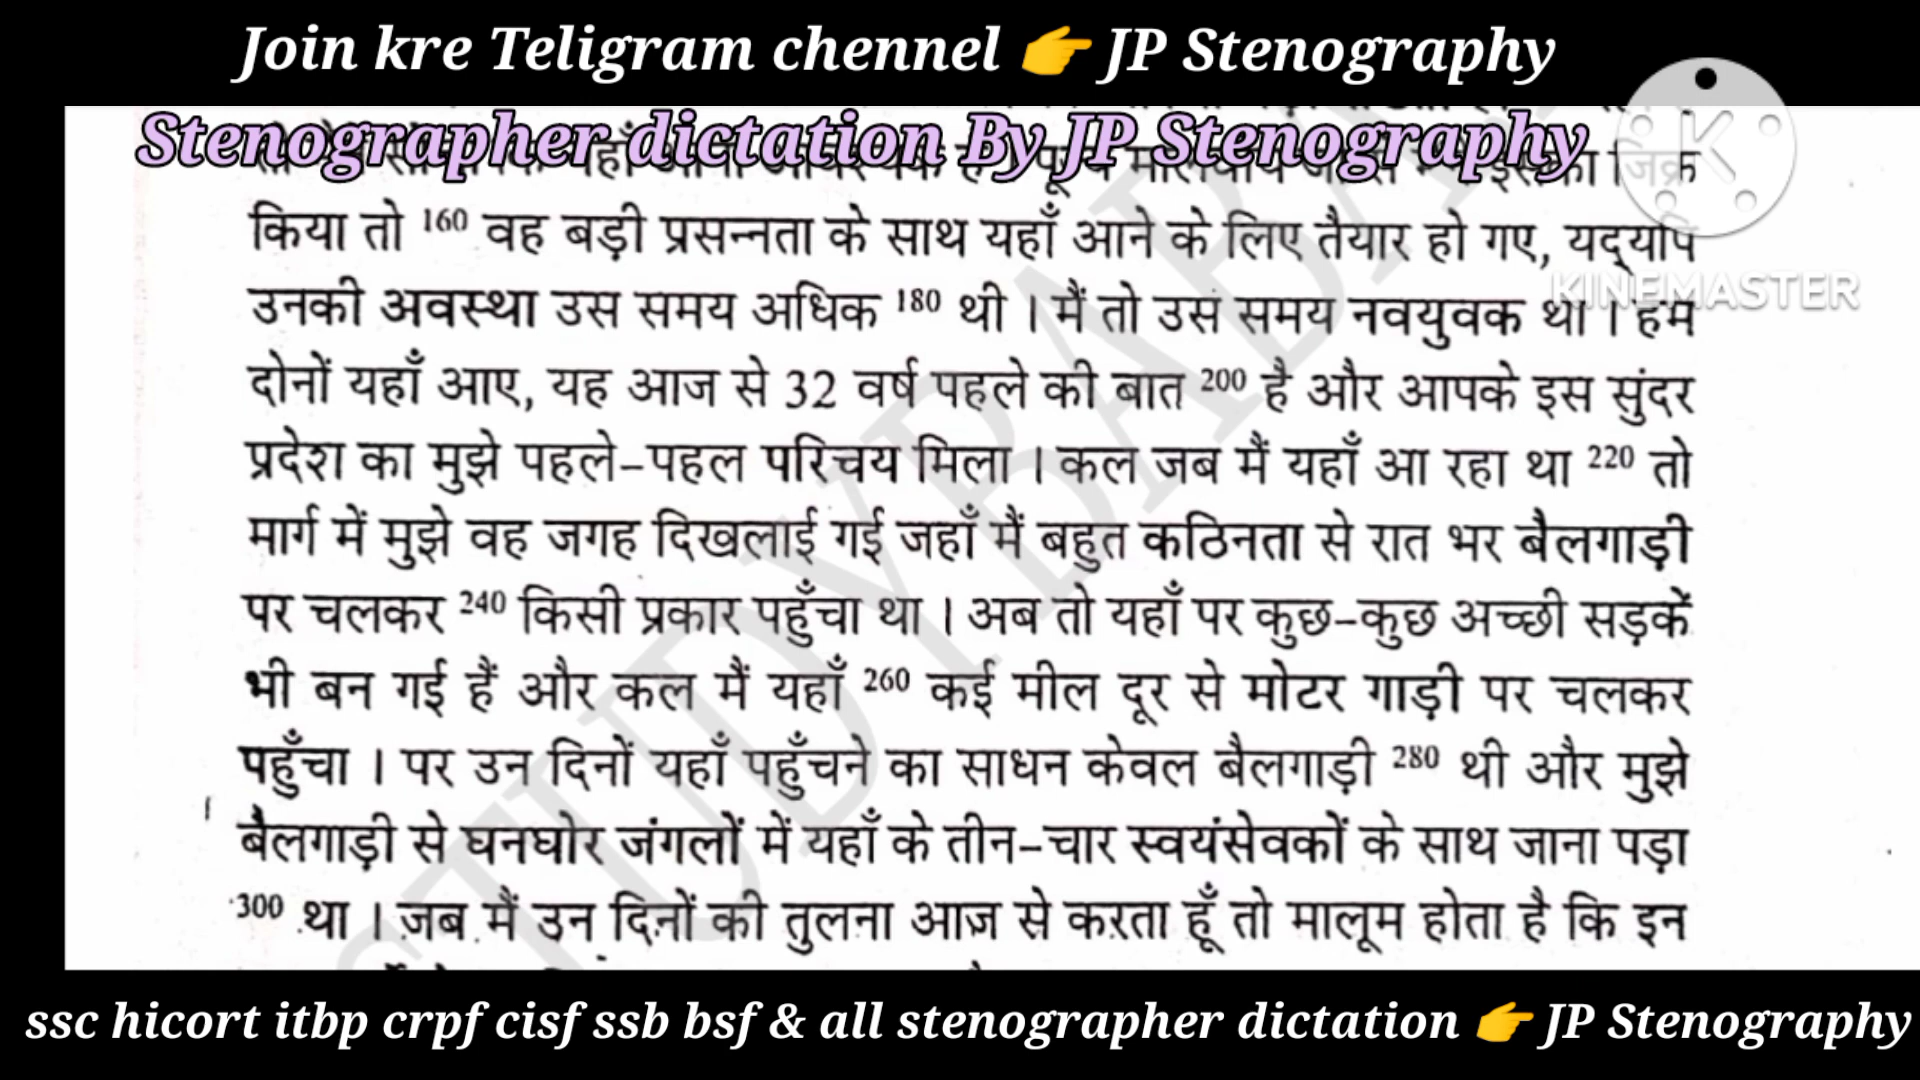 Join kre Teligram chennel 👉 JP Stenography
Stenographer dictation By JP Stenography
जिक्र
किया तो 160 वह बड़ी प्रसन्नता के साथ यहाँ आने के लिए तैयार हो गए, यद्यपि
KINEMASTER
उनकी अवस्था उस समय अधिक 180 थी । मैं तो उस समय नवयुवक था । हम
दोनों यहाँ आए, यह आज से 32 वर्ष पहले की बात 200 है और आपके इस सुंदर
प्रदेश का मुझे पहले-पहल परिचय मिला । कल जब मैं यहाँ आ रहा था 220 तो
मार्ग में मुझे वह जगह दिखलाई गई जहाँ मैं बहुत कठिनता से रात भर बैलगाड़ी
पर चलकर 240 किसी प्रकार पहुँचा था । अब तो यहाँ पर कुछ-कुछ अच्छी सड़कें
भी बन गई हैं और कल मैं यहाँ 260 कई मील दूर से मोटर गाड़ी पर चलकर
पहुँचा । पर उन दिनों यहाँ पहुँचने का साधन केवल बैलगाड़ी 280 थी और मुझे
बैलगाड़ी से घनघोर जंगलों में यहाँ के तीन-चार स्वयंसेवकों के साथ जाना पड़ा
300 था । जब मैं उन दिनों की तुलना आज से करता हूँ तो मालूम होता है कि इन
ssc hicort itbp crpf cisf ssb bsf & all stenographer dictation 👉 JP Stenography